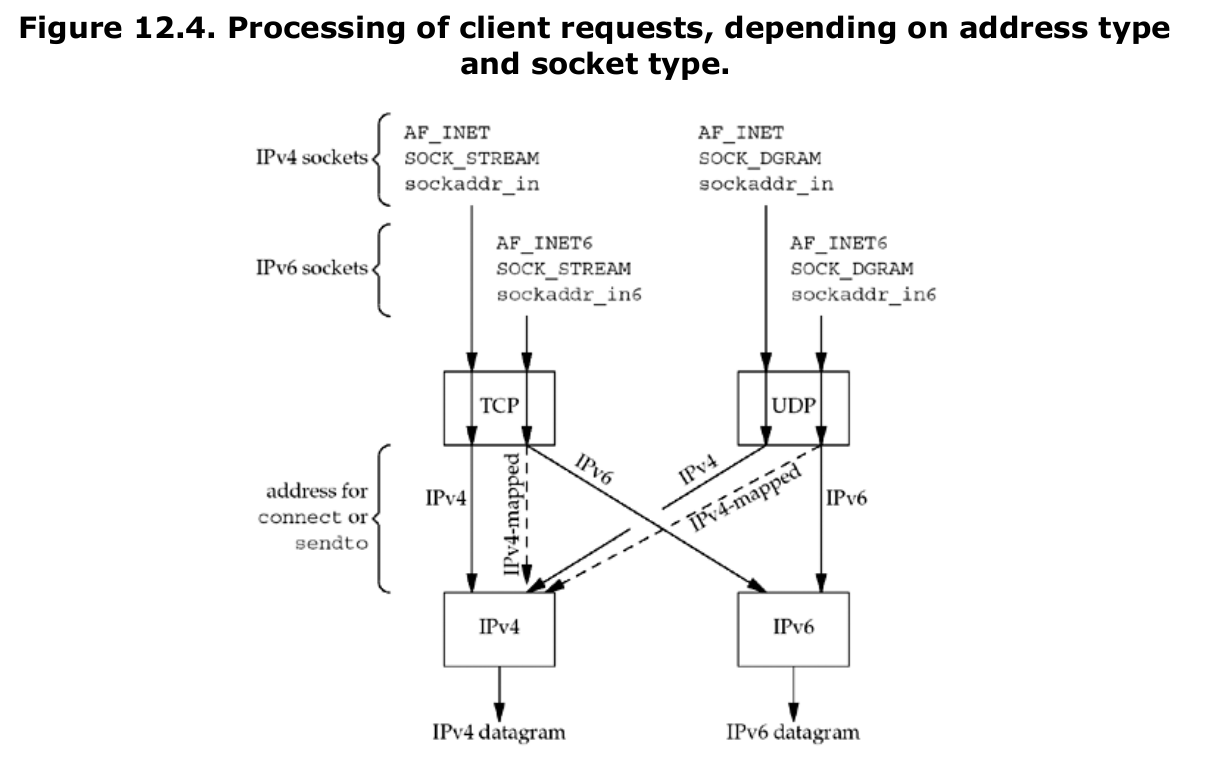 Figure 12.4. Processing of client requests, depending on address type
and socket type.
IPv4 sockets
AF_INET
SOCK_STREAM
sockaddr_in
AF_INET
SOCK_DGRAM
sockaddr_in
IPv6 sockets
AF_INET6
SOCK_STREAM
sockaddr_in6
AF_INET6
SOCK_DGRAM
sockaddr_in6
TCP
UDP
address for
connect or
sendto
IPv4
IPv4-mapped
IPv6
IPv4
IPv4-mapped
IPv6
IPv4
IPv6
IPv4 datagram
IPv6 datagram